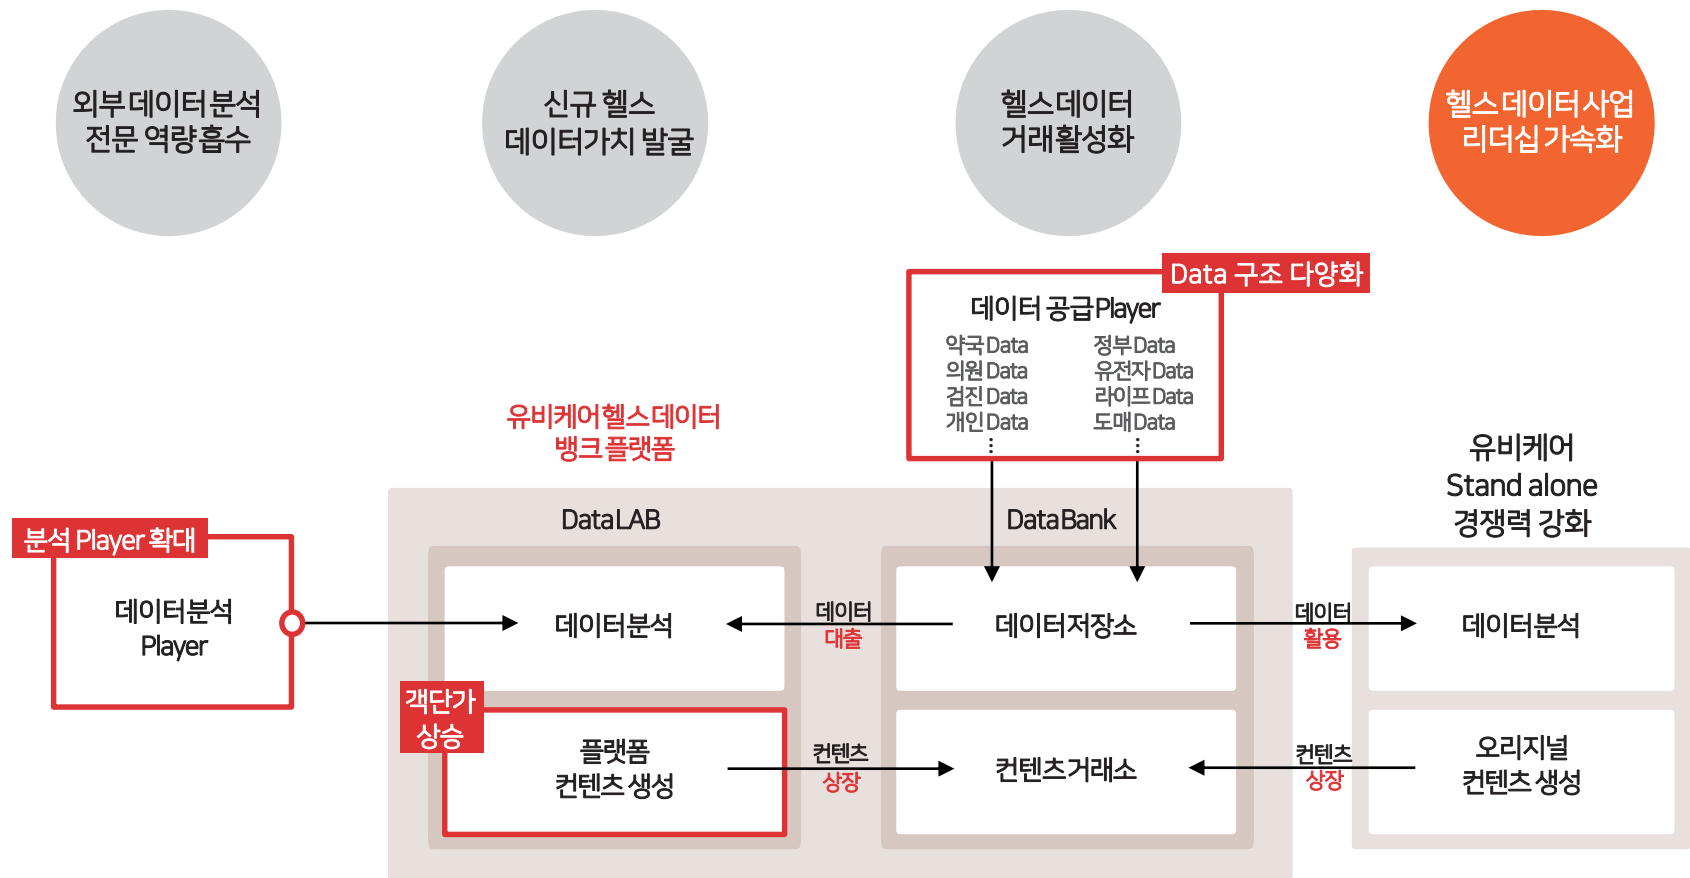 외부 데이터 분석
전문 역량 흡수
신규 헬스
데이터가치 발굴
헬스 데이터
거래활성화
헬스 데이터 사업
리더십 가속화
Data 구조 다양화
데이터 공급 Player
약국 Data
의원 Data
검진 Data
개인 Data
정부 Data
유전자 Data
라이프 Data
도매 Data
유비케어 헬스 데이터
뱅크 플랫폼
유비케어
Stand alone
경쟁력 강화
Data LAB
Data Bank
분석 Player 확대
데이터 분석
Player
데이터 분석
데이터
대출
데이터 저장소
데이터
활용
데이터 분석
객단가
상승
플랫폼
컨텐츠 생성
컨텐츠
상장
컨텐츠 거래소
컨텐츠
상장
오리지널
컨텐츠 생성